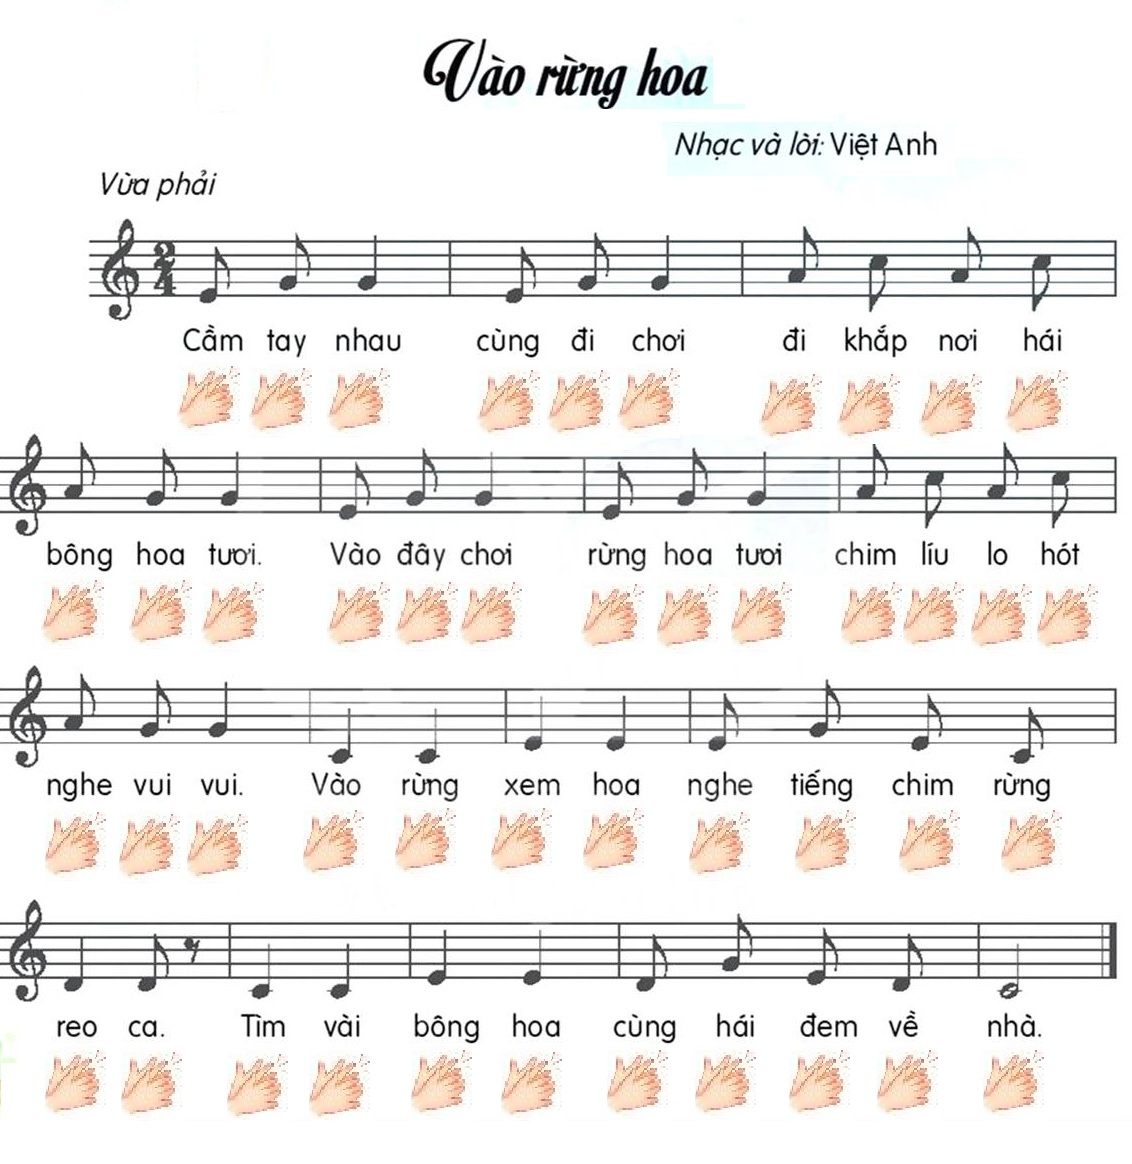 Vào rừng hoa
Nhạc và lời: Việt Anh
Vừa phải
2
4
Cầm tay nhau cùng đi chơi đi khắp nơi hái
bông hoa tươi. Vào đây chơi rừng hoa tươi chim líu lo hót
nghe vui vui. Vào rừng xem hoa nghe tiếng chim rừng
reo ca. Tìm vài bông hoa cùng hái đem về nhà.